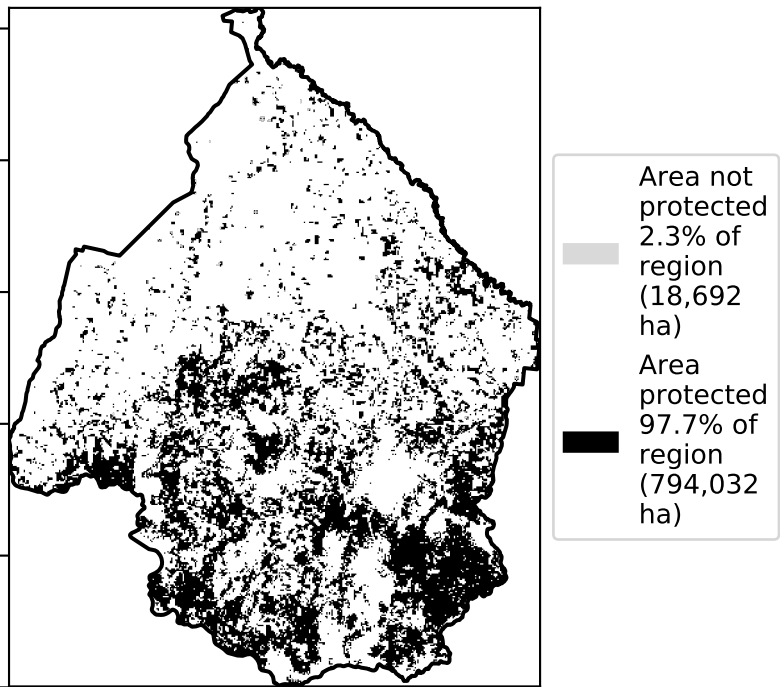 Area not
protected
2.3% of
region
(18,692
ha)
Area
protected
97.7% of
region
(794,032
ha)